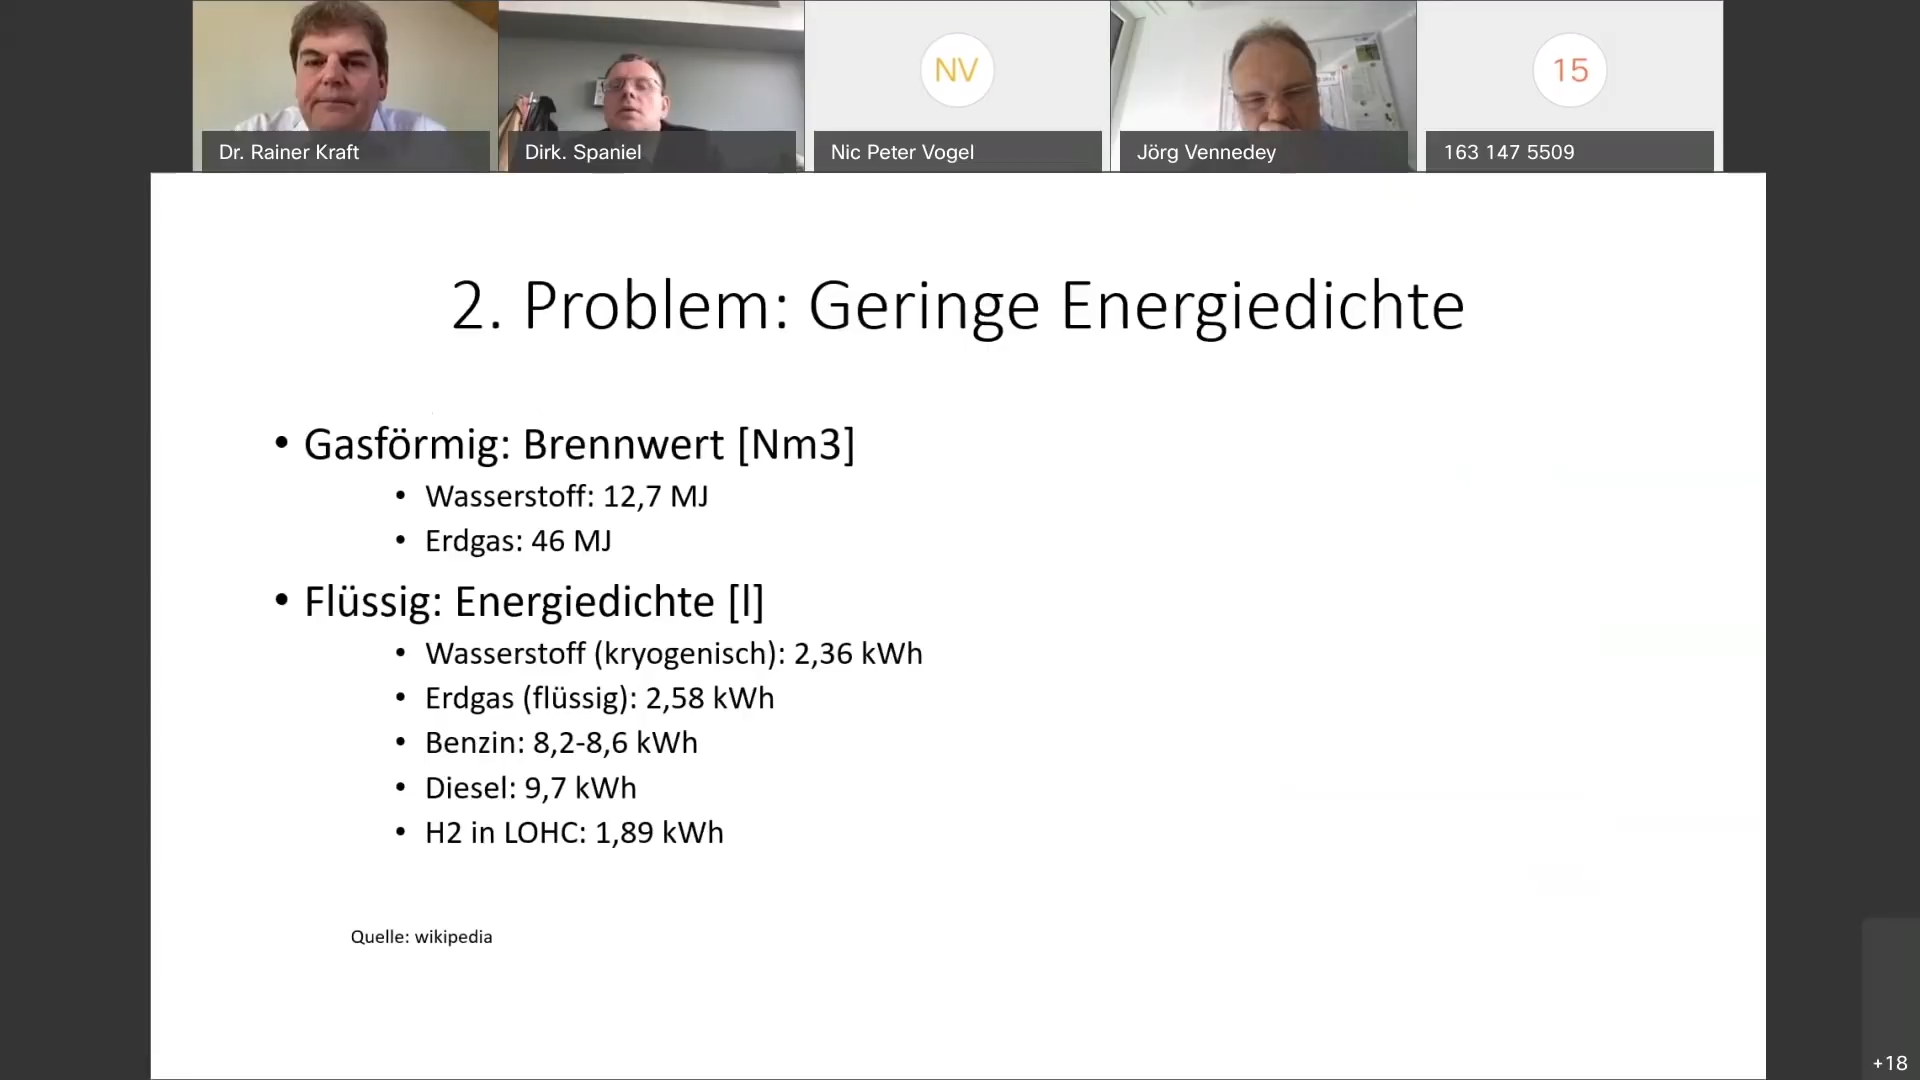 NV
15
Dr. Rainer Kraft
Dirk. Spaniel
Nic Peter Vogel
Jörg Vennedey
163 147 5509
2. Problem: Geringe Energiedichte
• Gasförmig: Brennwert [Nm3]
• Wasserstoff: 12,7 MJ
• Erdgas: 46 MJ
• Flüssig: Energiedichte [l]
• Wasserstoff (kryogenisch): 2,36 kWh
• Erdgas (flüssig): 2,58 kWh
• Benzin: 8,2-8,6 kWh
• Diesel: 9,7 kWh
• H2 in LOHC: 1,89 kWh
Quelle: wikipedia
+18